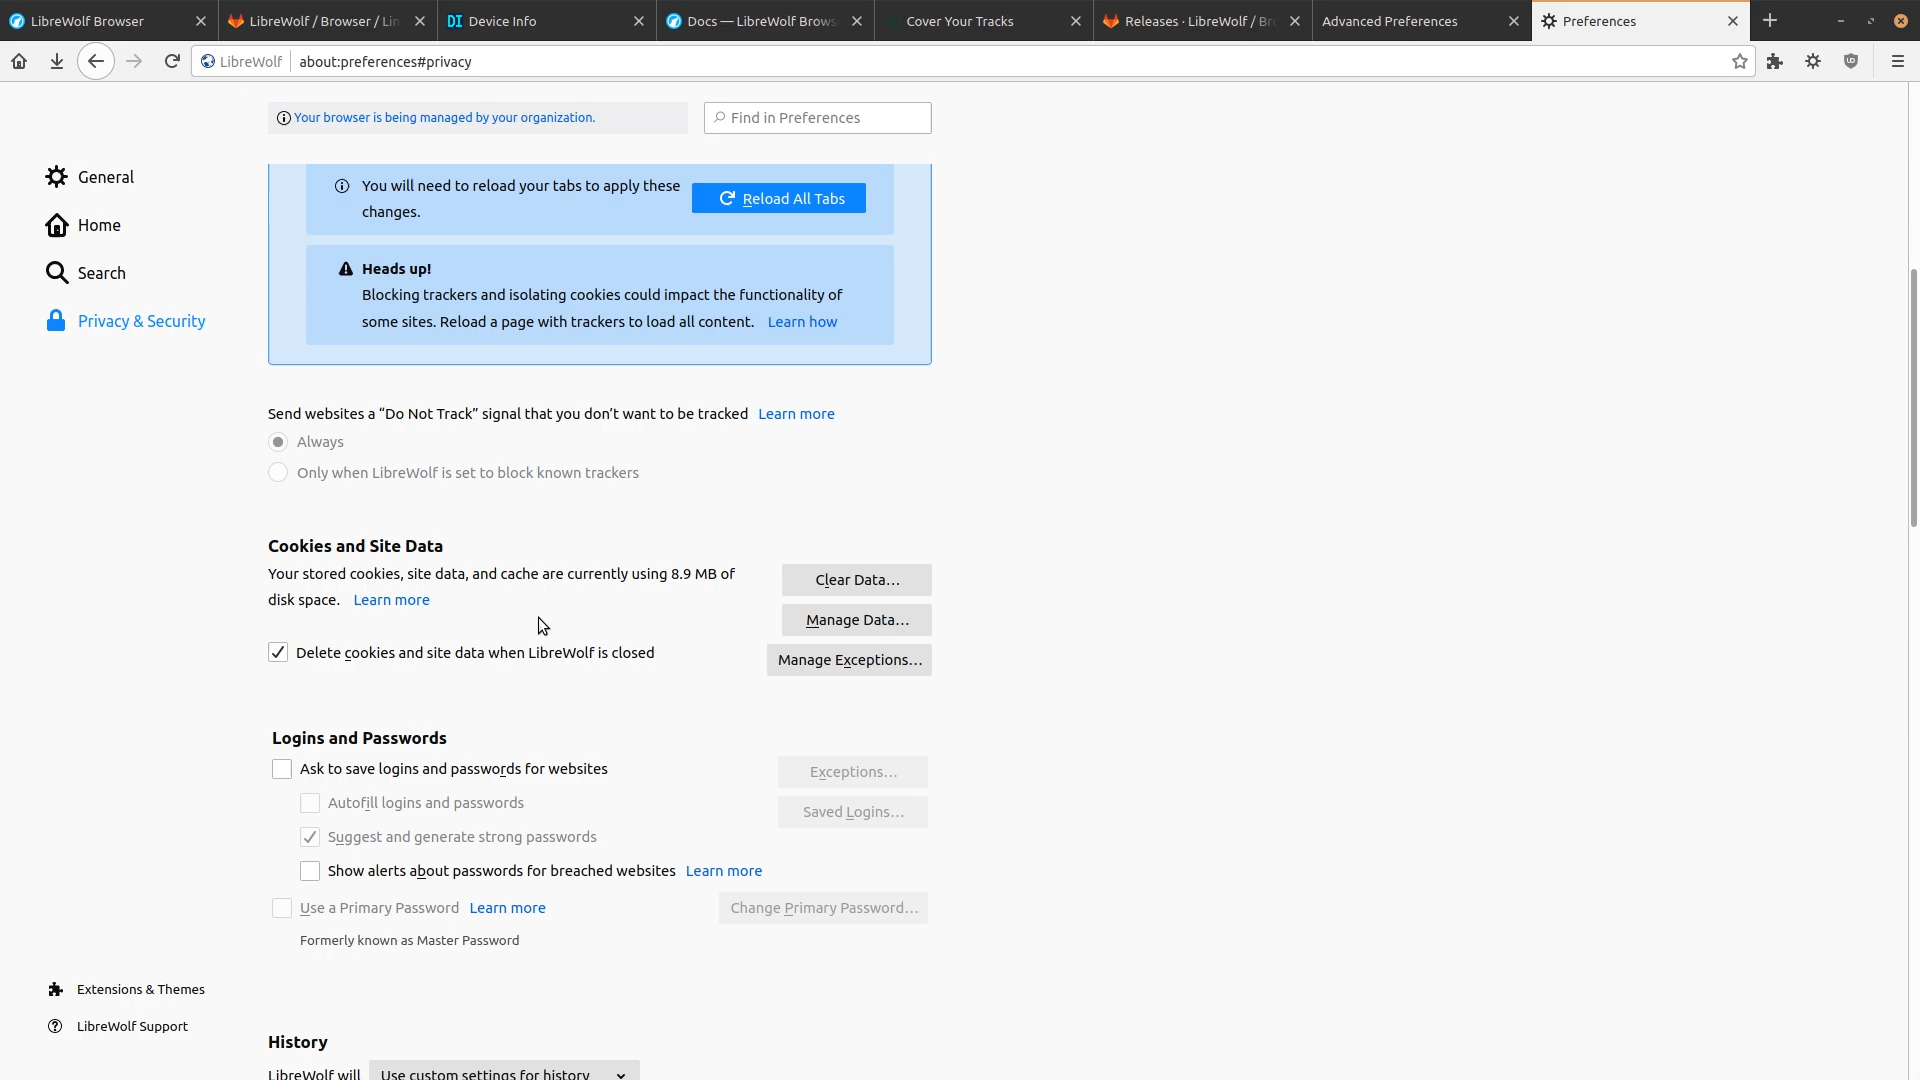 LibreWolf Browser
LibreWolf / Browser / Lin
Device Info
Docs — LibreWolf Brows
Cover Your Tracks
Releases · LibreWolf / Br
Advanced Preferences
Preferences
LibreWolf
about:preferences#privacy
Your browser is being managed by your organization.
Find in Preferences
General
Home
Search
Privacy & Security
You will need to reload your tabs to apply these
changes.
Reload All Tabs
Heads up!
Blocking trackers and isolating cookies could impact the functionality of
some sites. Reload a page with trackers to load all content. Learn how
Send websites a “Do Not Track” signal that you don’t want to be tracked Learn more
Always
Only when LibreWolf is set to block known trackers
Cookies and Site Data
Your stored cookies, site data, and cache are currently using 8.9 MB of
disk space. Learn more
Clear Data…
Manage Data…
Delete cookies and site data when LibreWolf is closed
Manage Exceptions…
Logins and Passwords
Ask to save logins and passwords for websites
Exceptions…
Autofill logins and passwords
Saved Logins…
Suggest and generate strong passwords
Show alerts about passwords for breached websites Learn more
Use a Primary Password Learn more
Change Primary Password…
Formerly known as Master Password
Extensions & Themes
LibreWolf Support
History
LibreWolf will
Use custom settings for history